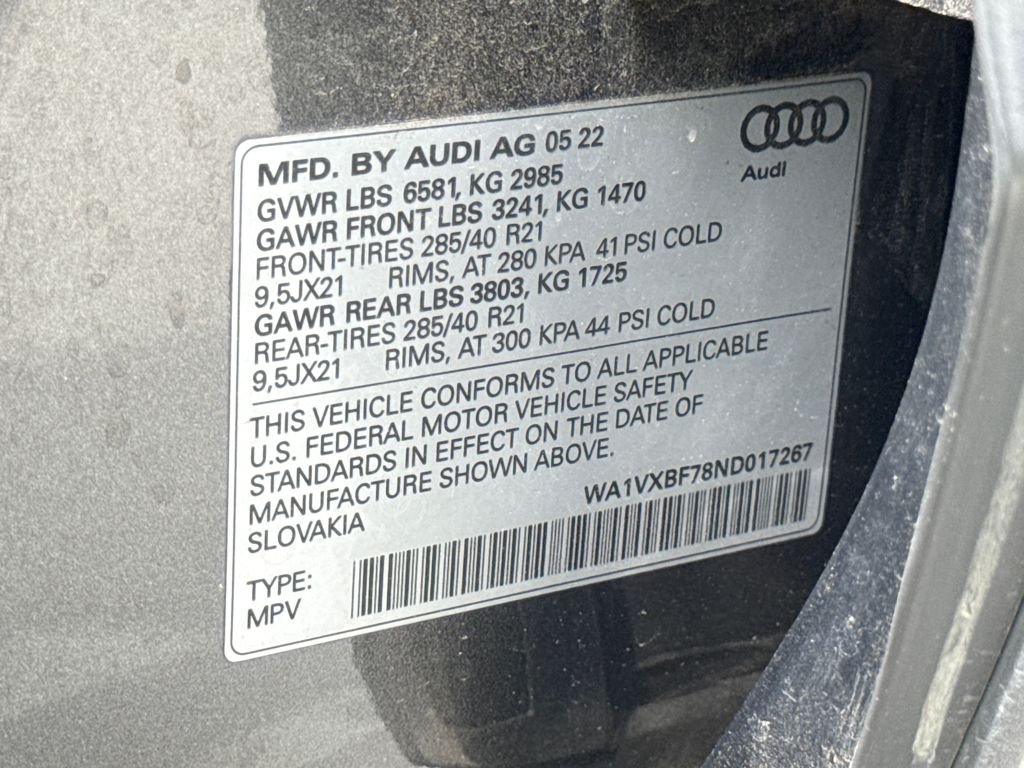 MFD. BY AUDI AG 05 22
Audi
GVWR LBS 6581, KG 2985
GAWR FRONT LBS 3241, KG 1470
FRONT-TIRES 285/40 R21
9,5JX21 RIMS, AT 280 KPA 41 PSI COLD
GAWR REAR LBS 3803, KG 1725
REAR-TIRES 285/40 R21
9,5JX21 RIMS, AT 300 KPA 44 PSI COLD
THIS VEHICLE CONFORMS TO ALL APPLICABLE
U.S. FEDERAL MOTOR VEHICLE SAFETY
STANDARDS IN EFFECT ON THE DATE OF
MANUFACTURE SHOWN ABOVE.
SLOVAKIA
WA1VXBF78ND017267
TYPE:
MPV